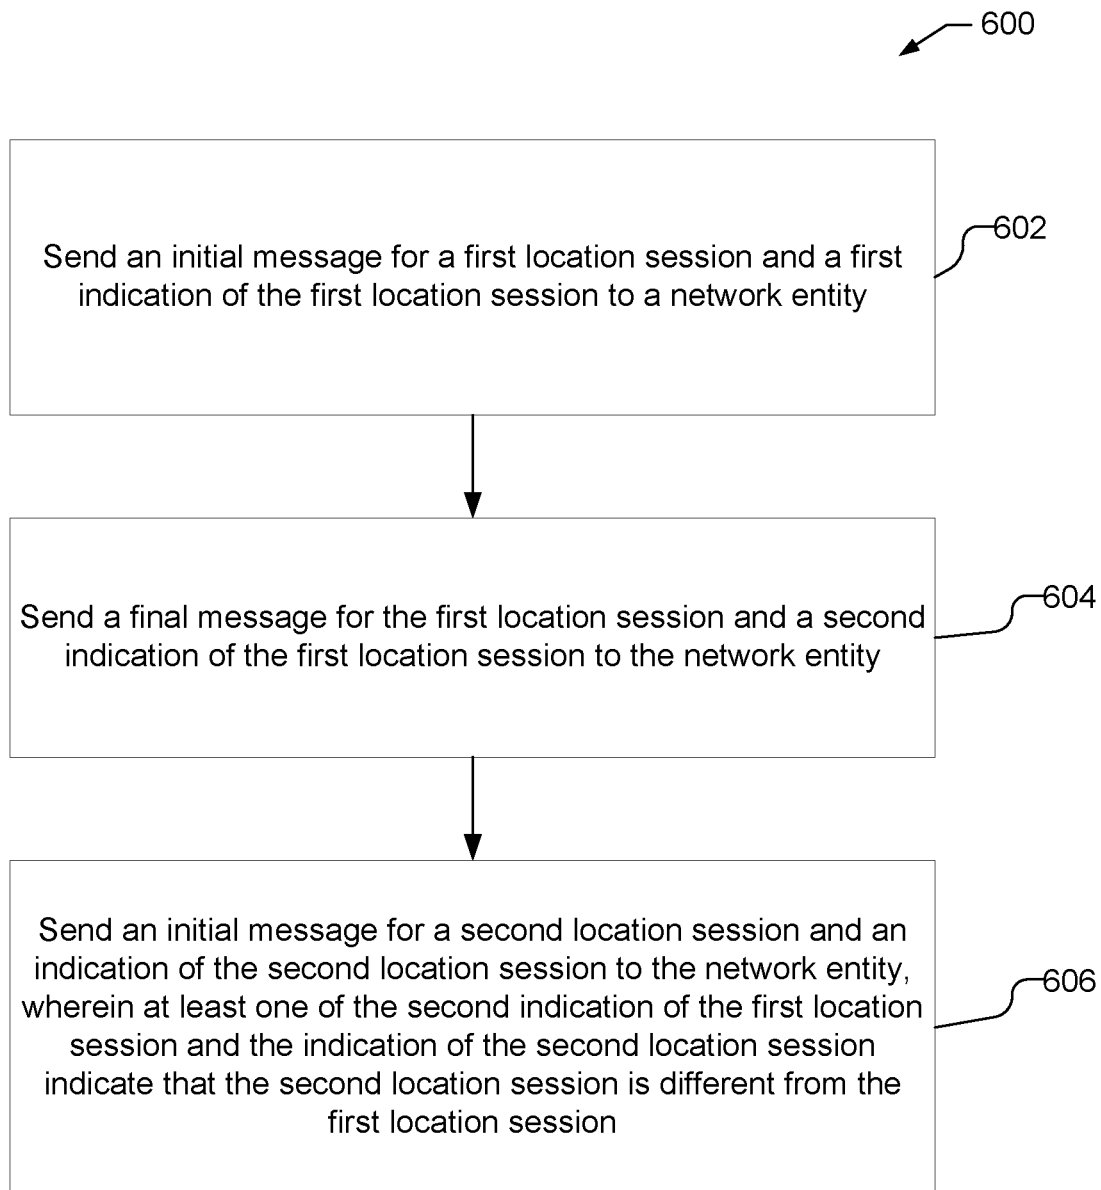 600
Send an initial message for a first location session and a first
indication of the first location session to a network entity
602
Send a final message for the first location session and a second
indication of the first location session to the network entity
604
Send an initial message for a second location session and an
indication of the second location session to the network entity,
wherein at least one of the second indication of the first location
session and the indication of the second location session
indicate that the second location session is different from the
first location session
606